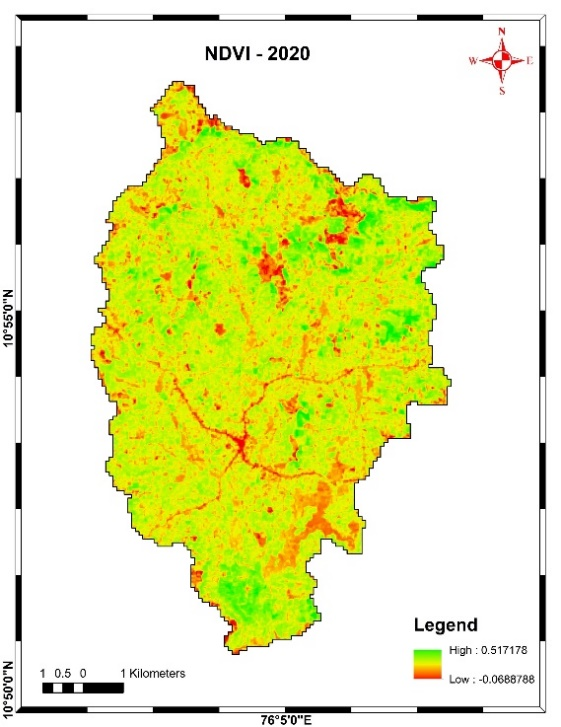 NDVI - 2020
N
W E
S
10°55'0"N
Legend
High : 0.517178
Low : -0.0688788
1 0.5 0 1 Kilometers
10°50'0"N
76°5'0"E